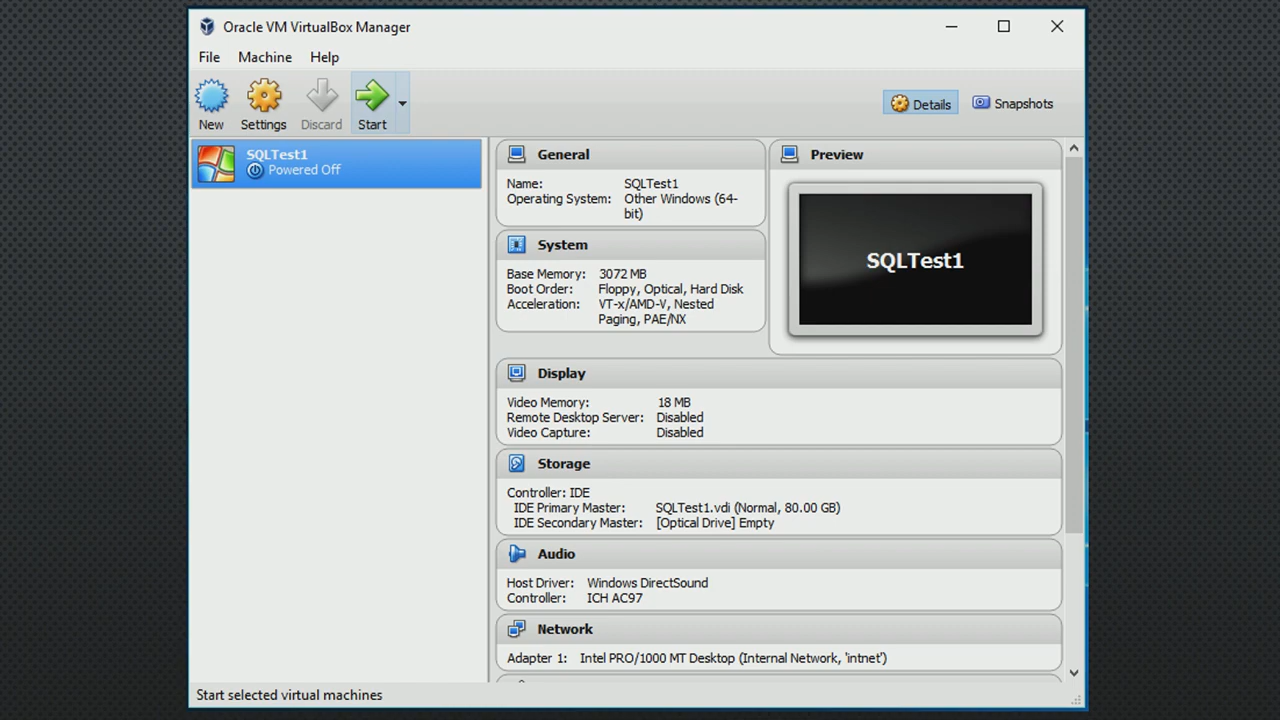 Oracle VM VirtualBox Manager
File Machine Help
New Settings Discard Start
Details Snapshots
SQLTest1
Powered Off
General
Name: SQLTest1
Operating System: Other Windows (64-
bit)
System
Base Memory: 3072 MB
Boot Order: Floppy, Optical, Hard Disk
Acceleration: VT-x/AMD-V, Nested
Paging, PAE/NX
Preview
SQLTest1
Display
Video Memory: 18 MB
Remote Desktop Server: Disabled
Video Capture: Disabled
Storage
Controller: IDE
IDE Primary Master: SQLTest1.vdi (Normal, 80.00 GB)
IDE Secondary Master: [Optical Drive] Empty
Audio
Host Driver: Windows DirectSound
Controller: ICH AC97
Network
Adapter 1: Intel PRO/1000 MT Desktop (Internal Network, 'intnet')
Start selected virtual machines